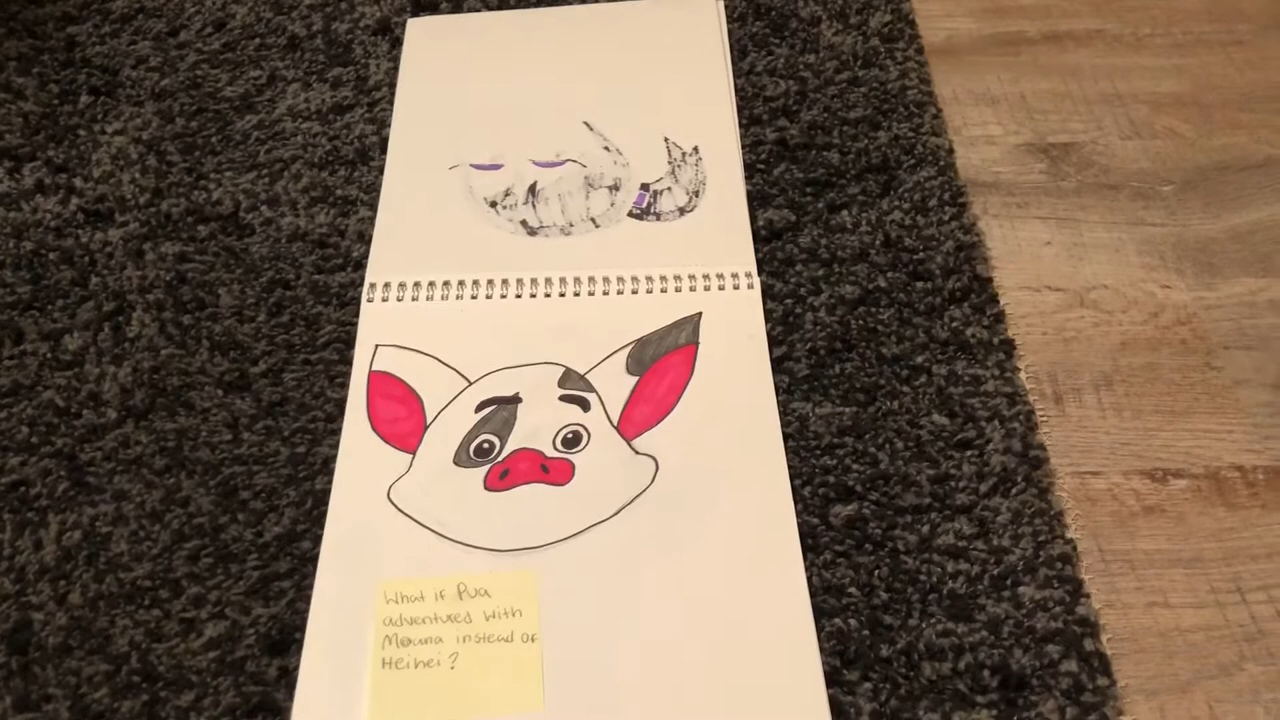 What if Pua
adventured with
Moana instead of
Heihei?